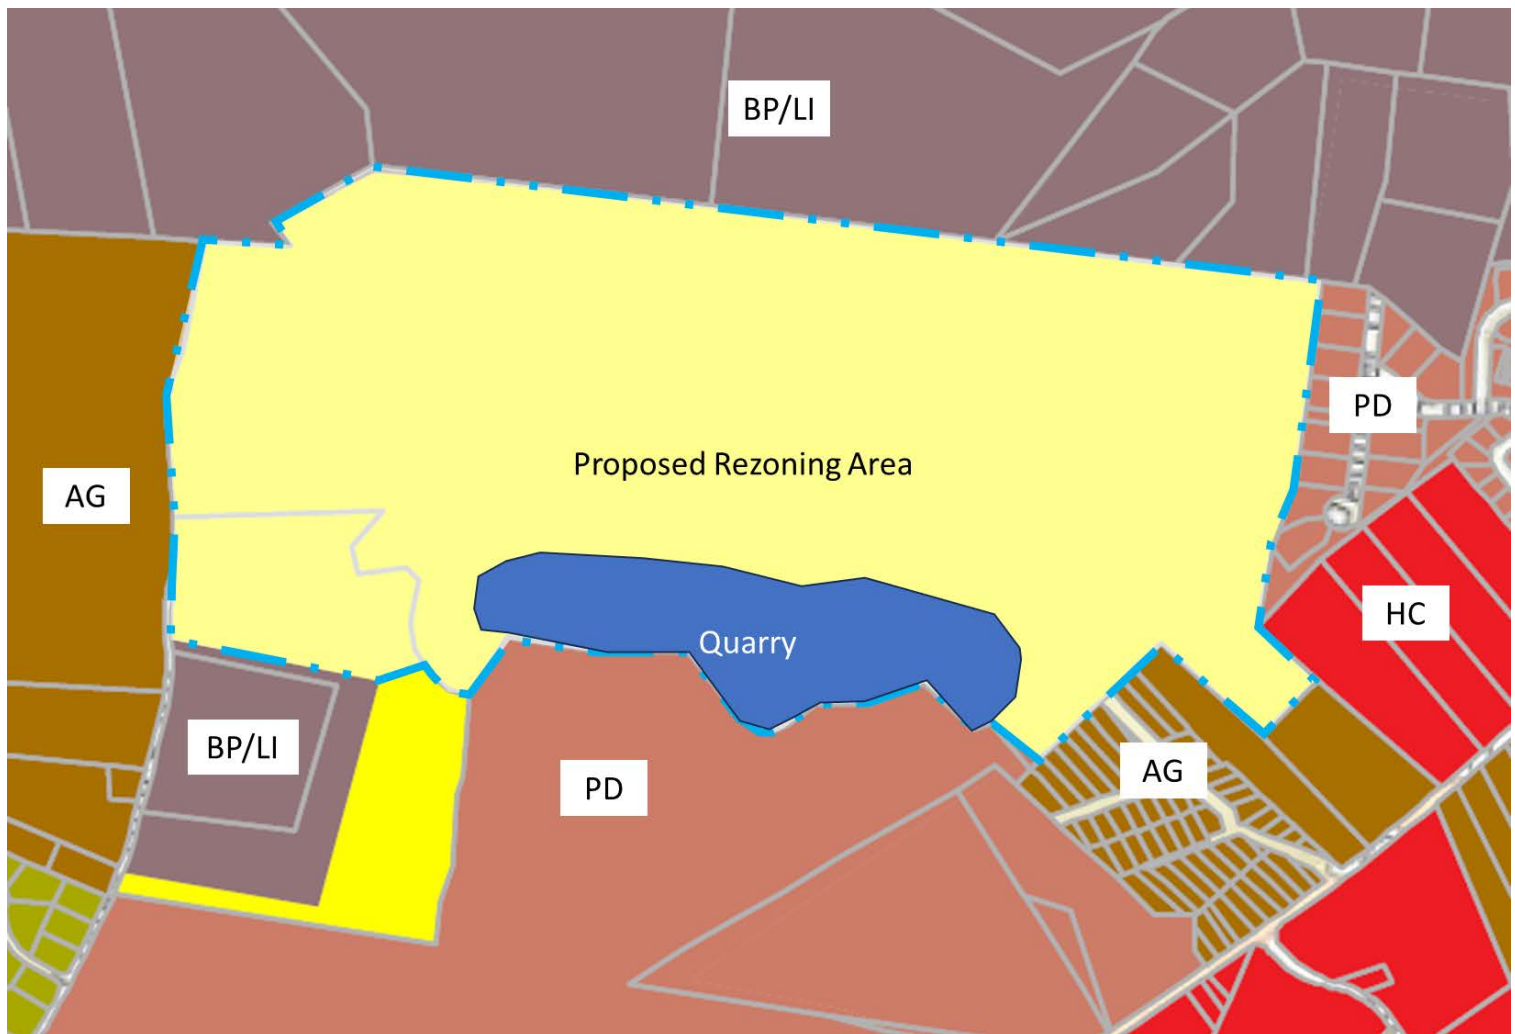 BP/LI
PD
Proposed Rezoning Area
AG
HC
Quarry
BP/LI
AG
PD